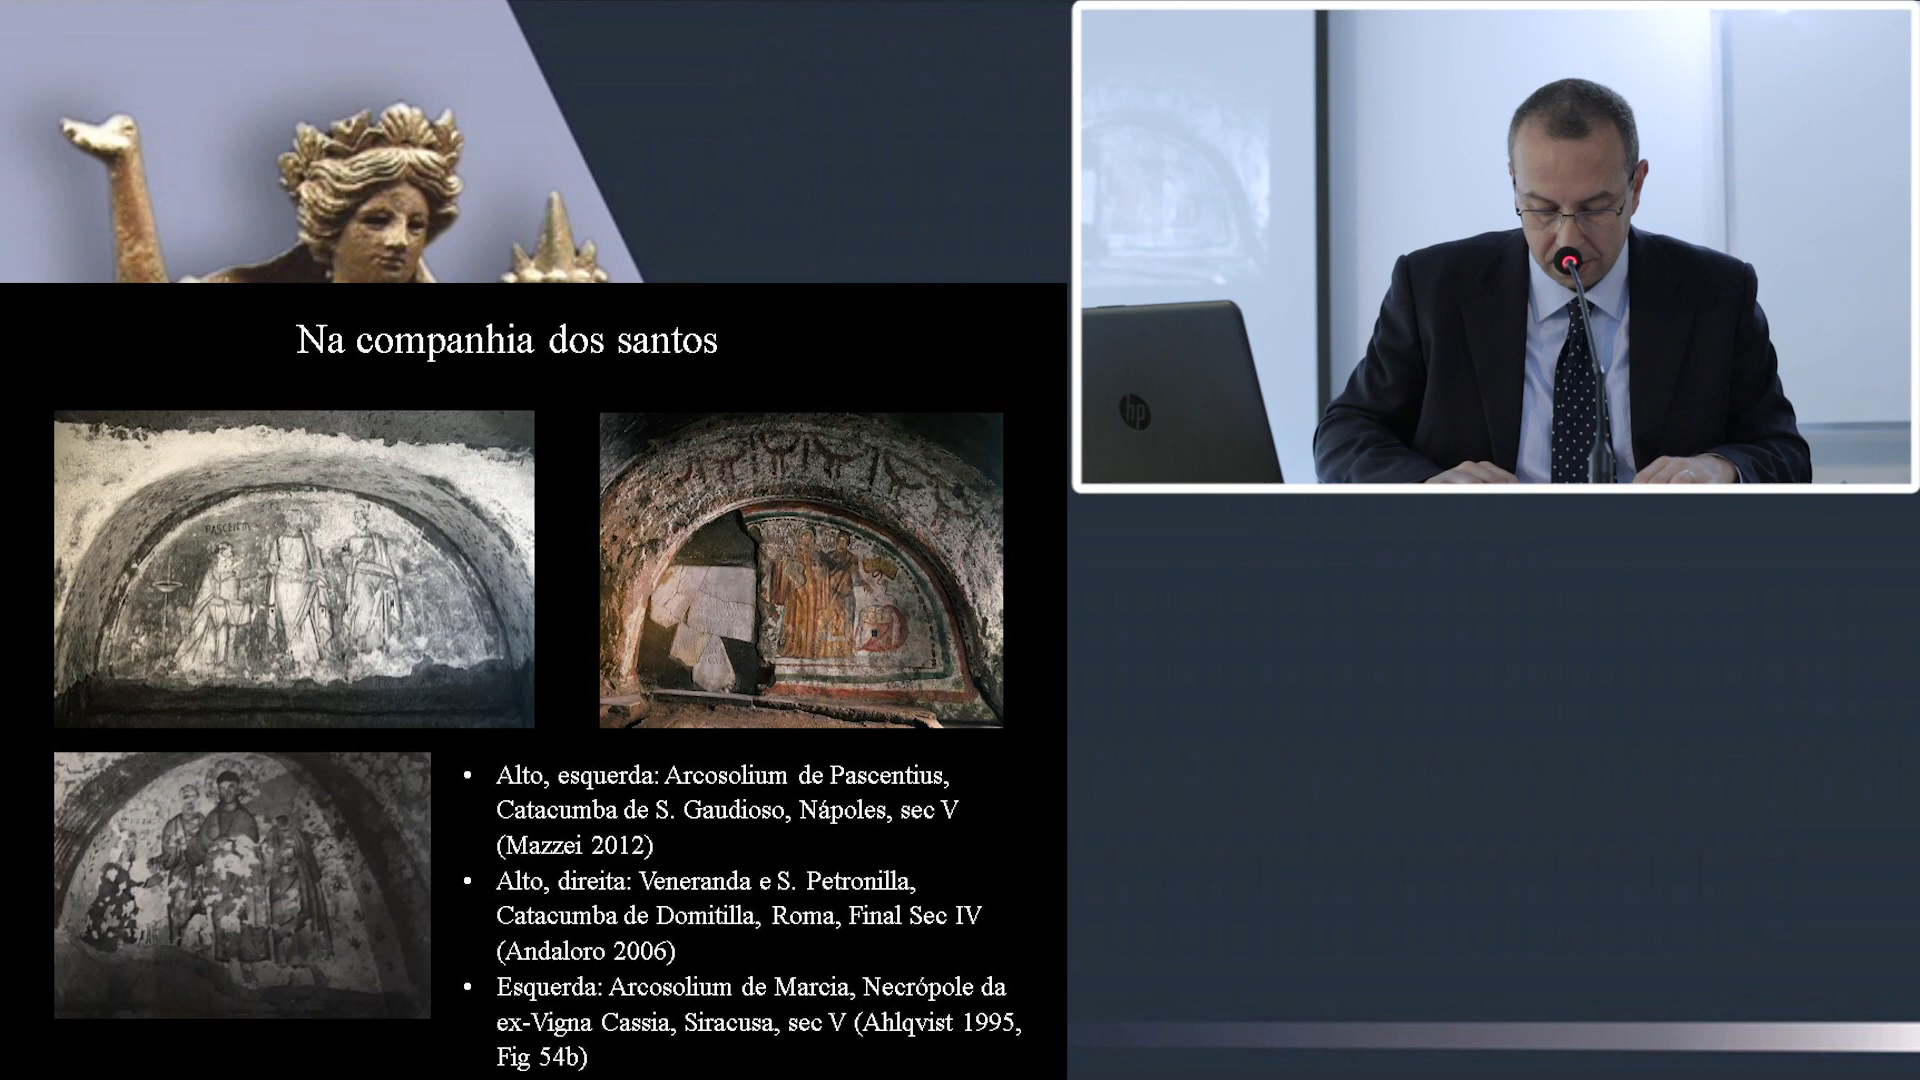 Na companhia dos santos
hp
• Alto, esquerda: Arcosolium de Pascentius,
Catacumba de S. Gaudioso, Nápoles, sec V
(Mazzei 2012)
• Alto, direita: Veneranda e S. Petronilla,
Catacumba de Domitilla, Roma, Final Sec IV
(Andaloro 2006)
• Esquerda: Arcosolium de Marcia, Necrópole da
ex-Vigna Cassia, Siracusa, sec V (Ahlqvist 1995,
Fig 54b)